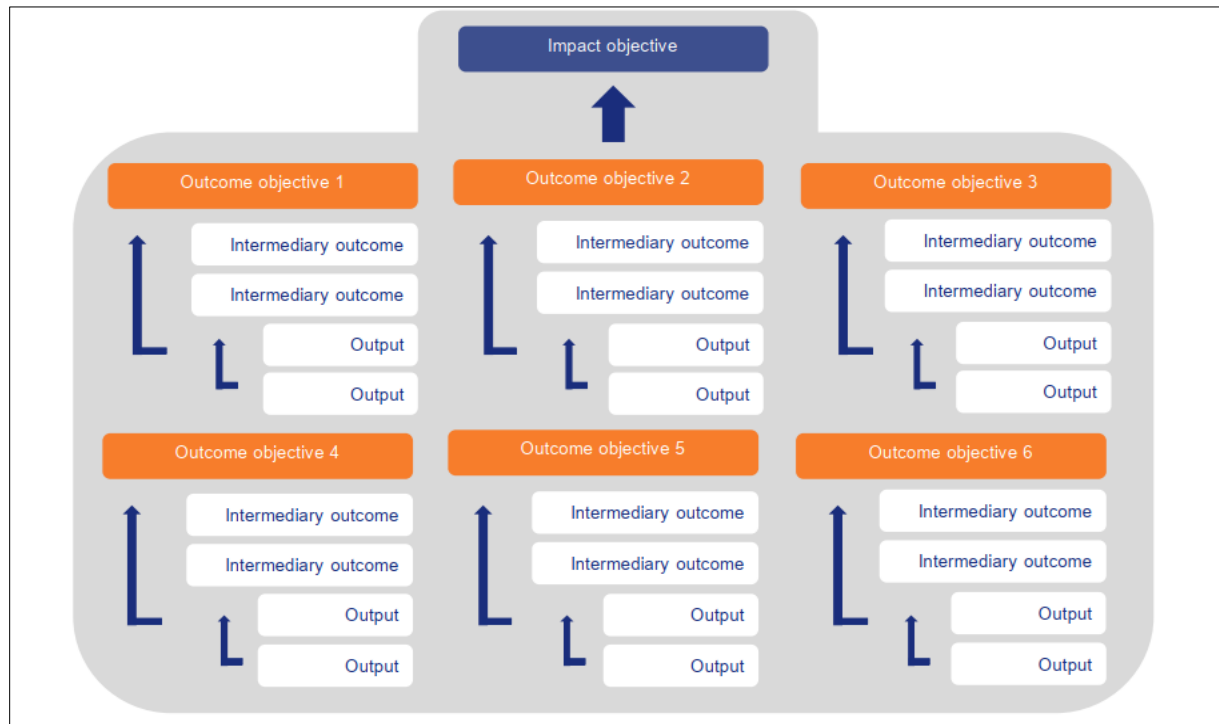 Impact objective
Outcome objective 1
Intermediary outcome
Intermediary outcome
Output
Output
Outcome objective 2
Intermediary outcome
Intermediary outcome
Output
Output
Outcome objective 3
Intermediary outcome
Intermediary outcome
Output
Output
Outcome objective 4
Intermediary outcome
Intermediary outcome
Output
Output
Outcome objective 5
Intermediary outcome
Intermediary outcome
Output
Output
Outcome objective 6
Intermediary outcome
Intermediary outcome
Output
Output